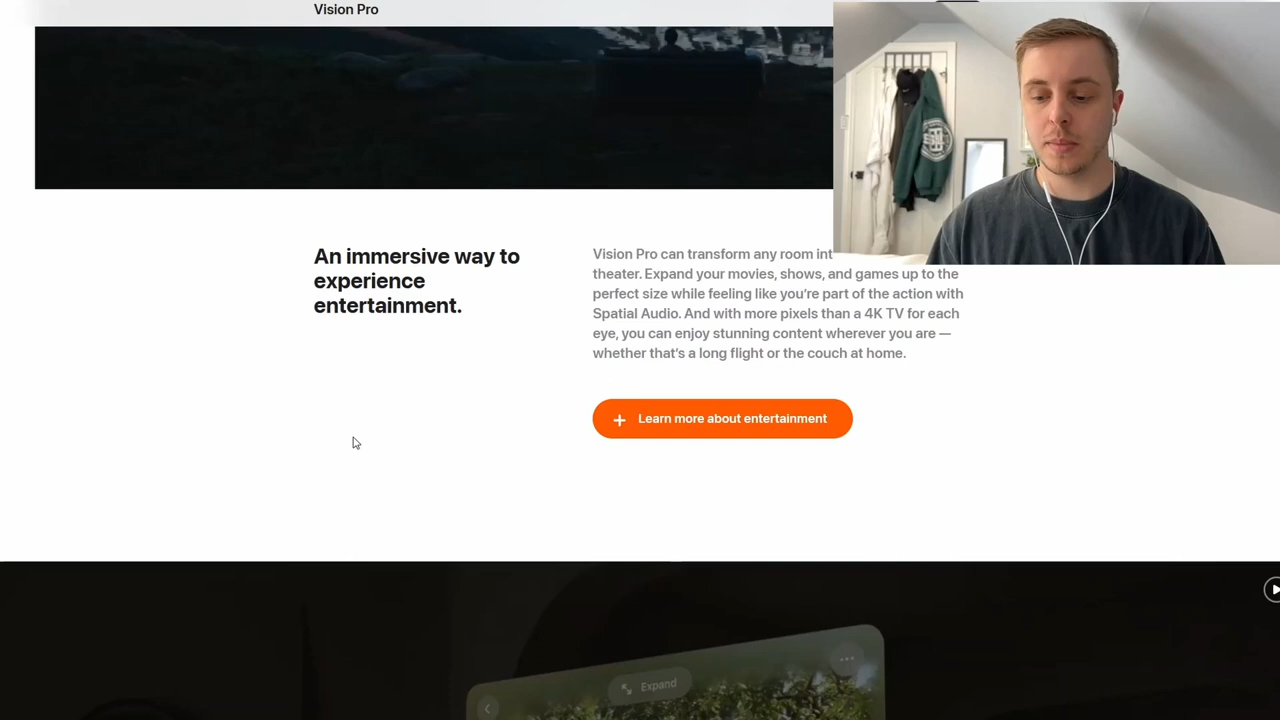 Vision Pro
An immersive way to
experience
entertainment.
Vision Pro can transform any room int
theater. Expand your movies, shows, and games up to the
perfect size while feeling like you’re part of the action with
Spatial Audio. And with more pixels than a 4K TV for each
eye, you can enjoy stunning content wherever you are —
whether that’s a long flight or the couch at home.
+ Learn more about entertainment
Expand